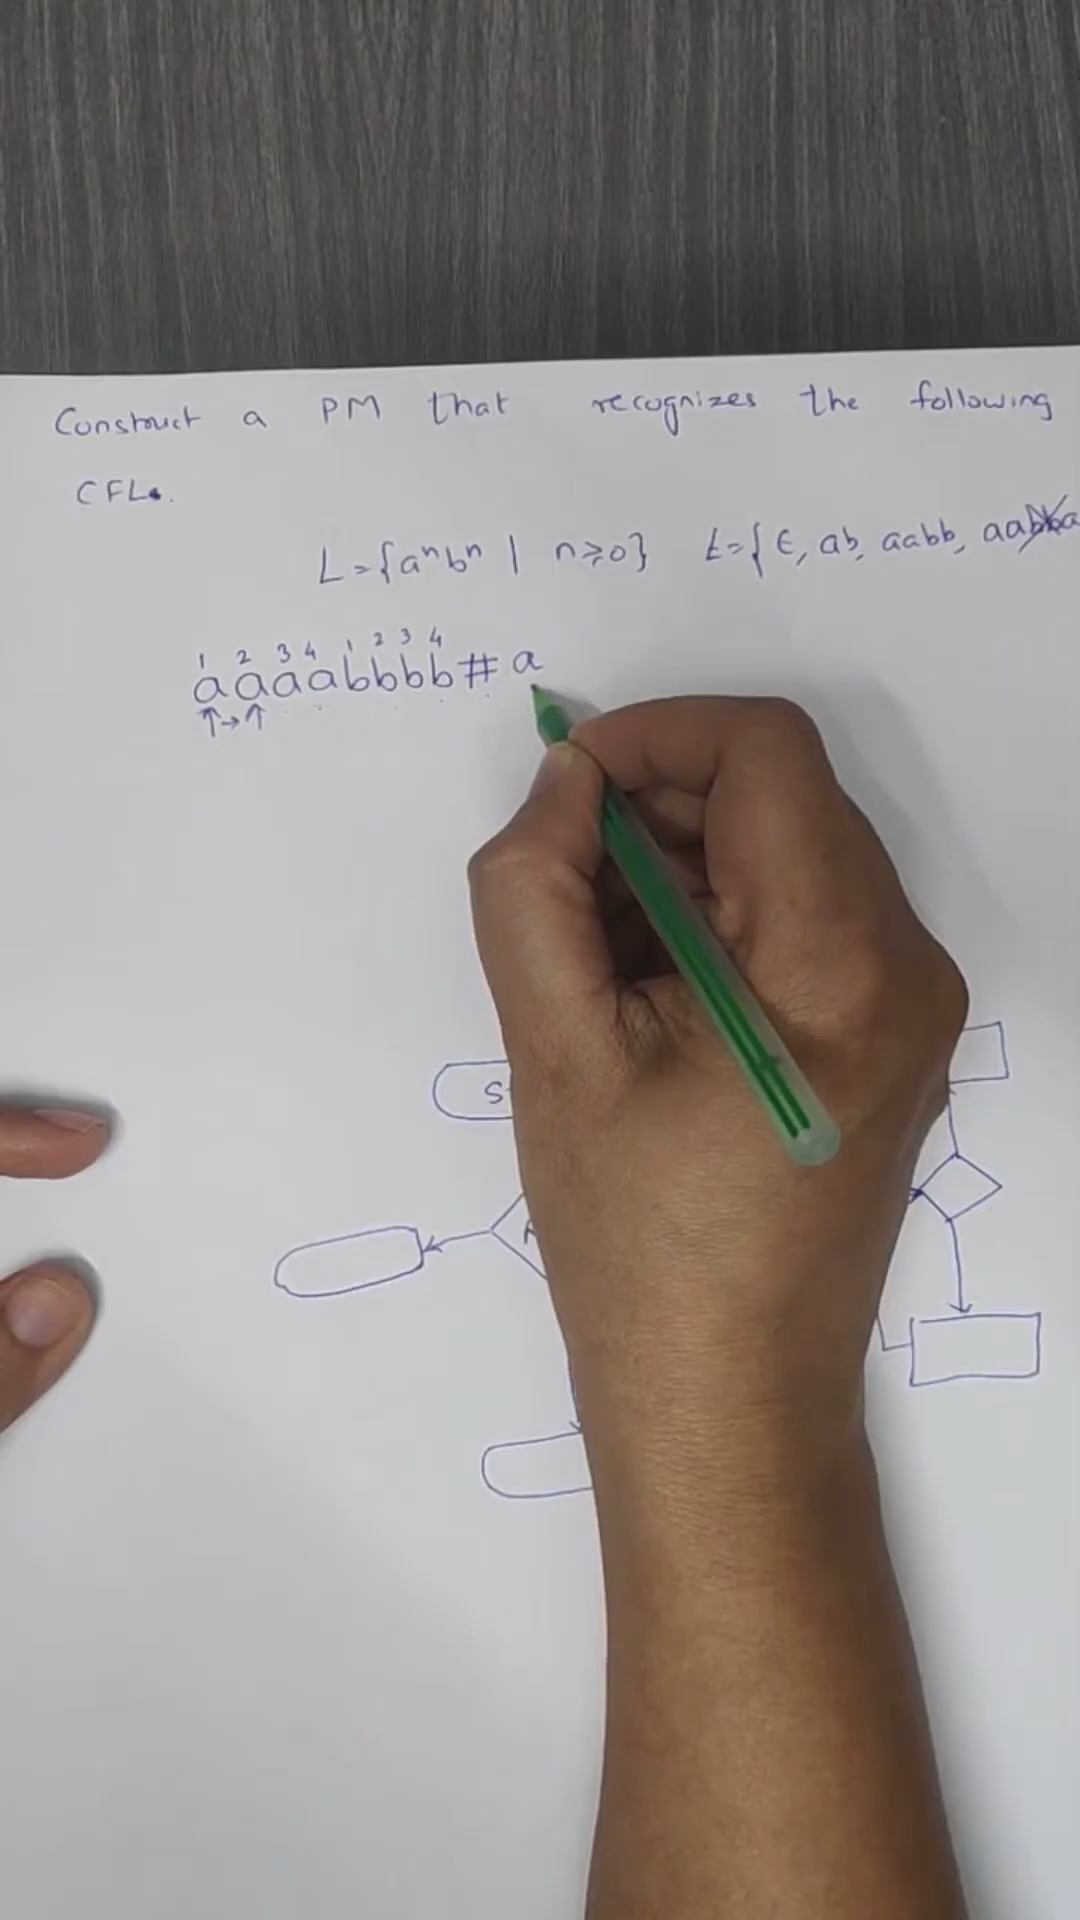 Construct a PM that recognizes the following
CFL.
L = {aⁿbⁿ | n ≥ 0} L = { ϵ, ab, aabb,
1 2 3 4 1 2 3 4
a a a a b b b b # a
↑→↑
S